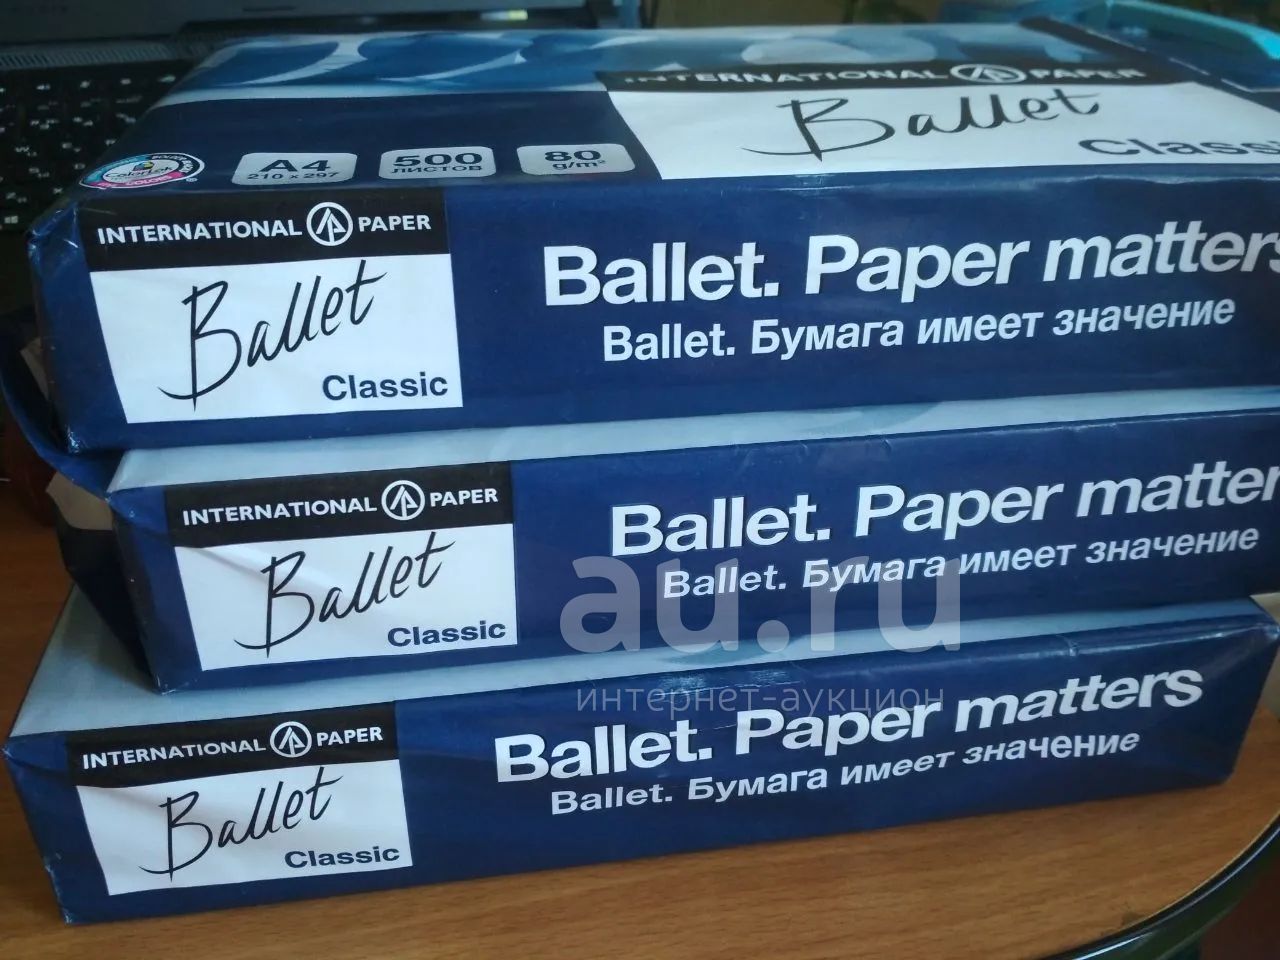 INTERNATIONAL PAPER
Ballet
Classic
A4
210 x 297
500
ЛИСТОВ
80
g/m²
INTERNATIONAL PAPER
Ballet
Classic
Ballet. Paper matters
Ballet. Бумага имеет значение
INTERNATIONAL PAPER
Ballet
Classic
Ballet. Paper matter
Ballet. Бумага имеет значение
au.ru
интернет-аукцион
INTERNATIONAL PAPER
Ballet
Classic
Ballet. Paper matters
Ballet. Бумага имеет значение